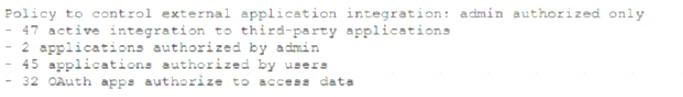 Policy to control external application integration: admin authorized only
- 47 active integration to third-party applications
- 2 applications authorized by admin
- 45 applications authorized by users
- 32 OAuth apps authorize to access data